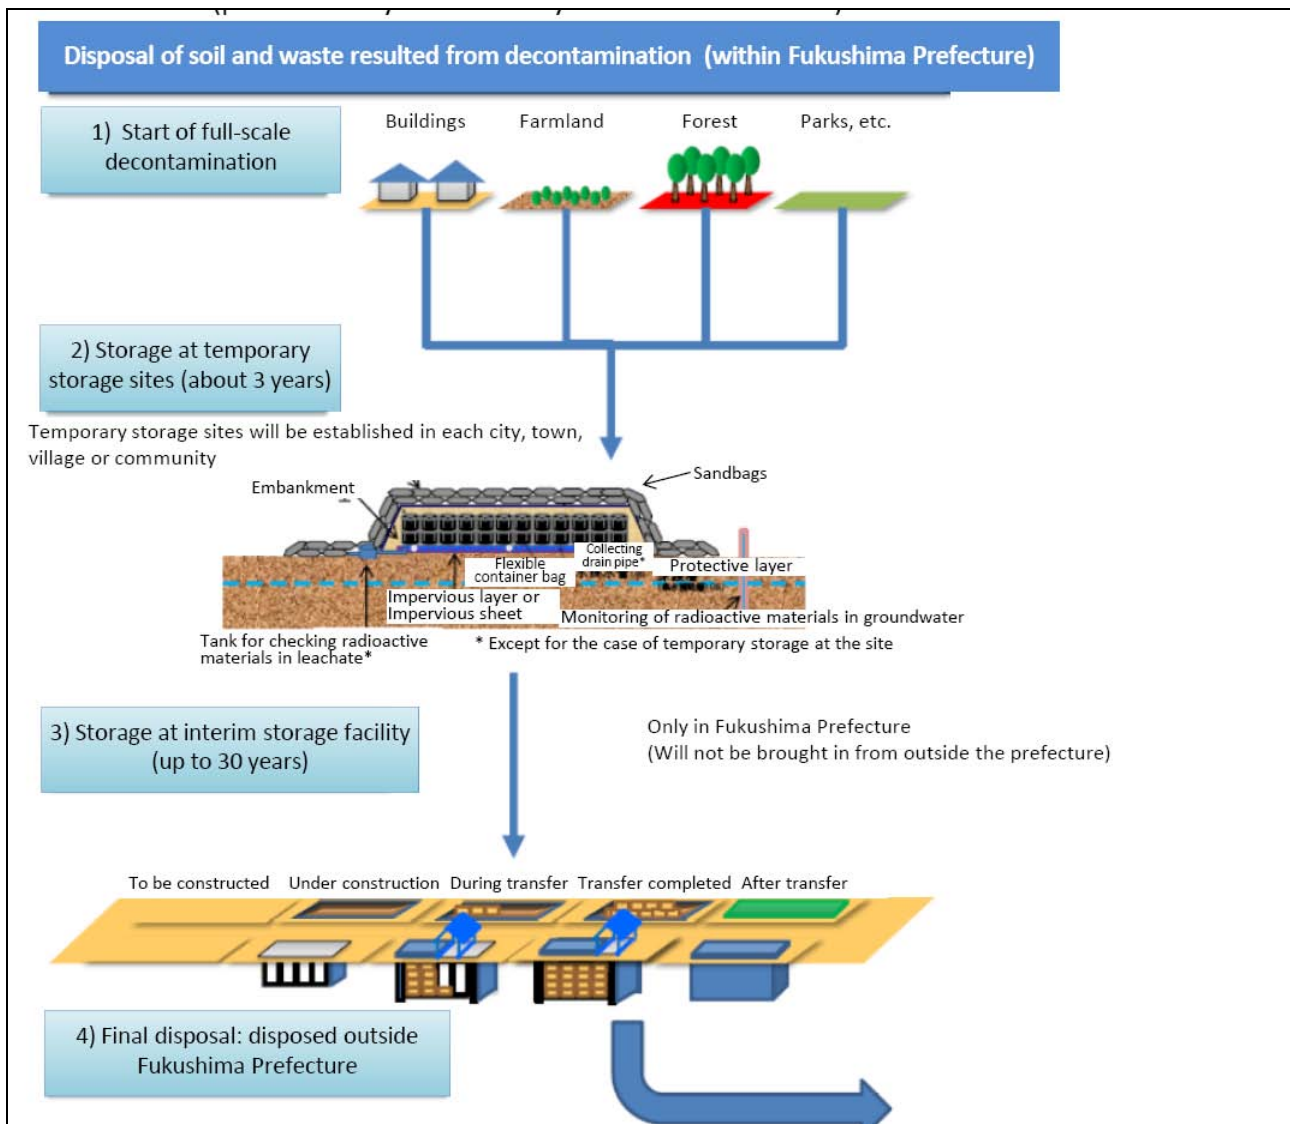 Disposal of soil and waste resulted from decontamination (within Fukushima Prefecture)
1) Start of full-scale
decontamination
Buildings
Farmland
Forest
Parks, etc.
2) Storage at temporary
storage sites (about 3 years)
Temporary storage sites will be established in each city, town,
village or community
Embankment
Sandbags
Flexible
container bag
Collecting
drain pipe*
Protective layer
Impervious layer or
Impervious sheet
Monitoring of radioactive materials in groundwater
Tank for checking radioactive
materials in leachate*
* Except for the case of temporary storage at the site
3) Storage at interim storage facility
(up to 30 years)
Only in Fukushima Prefecture
(Will not be brought in from outside the prefecture)
To be constructed
Under construction
During transfer
Transfer completed
After transfer
4) Final disposal: disposed outside
Fukushima Prefecture